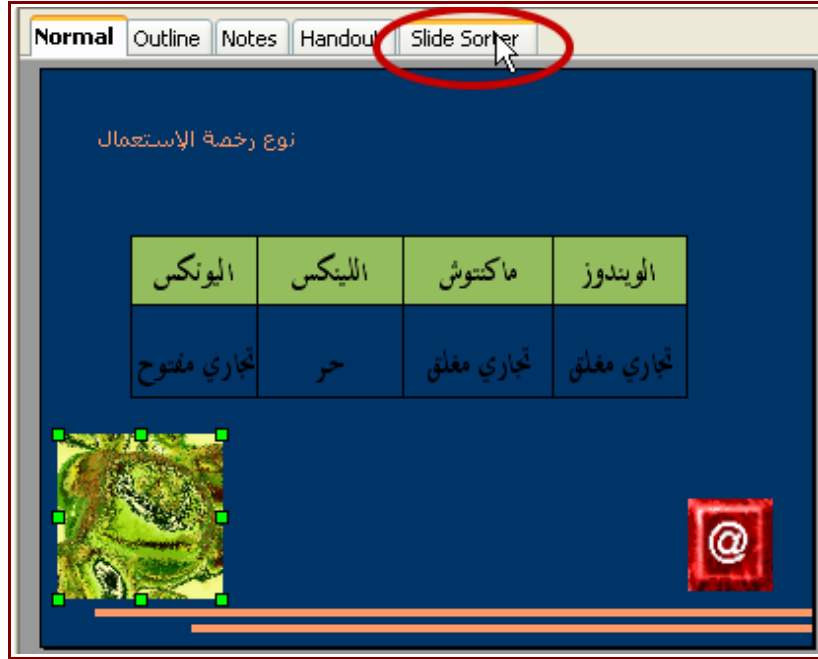 Normal Outline Notes Handout Slide Sorter
نوع رخصة الإستعمال
الويندوز ماكنتوش اللينكس اليونكس
تجاري مغلق تجاري مغلق حر تجاري مفتوح
@